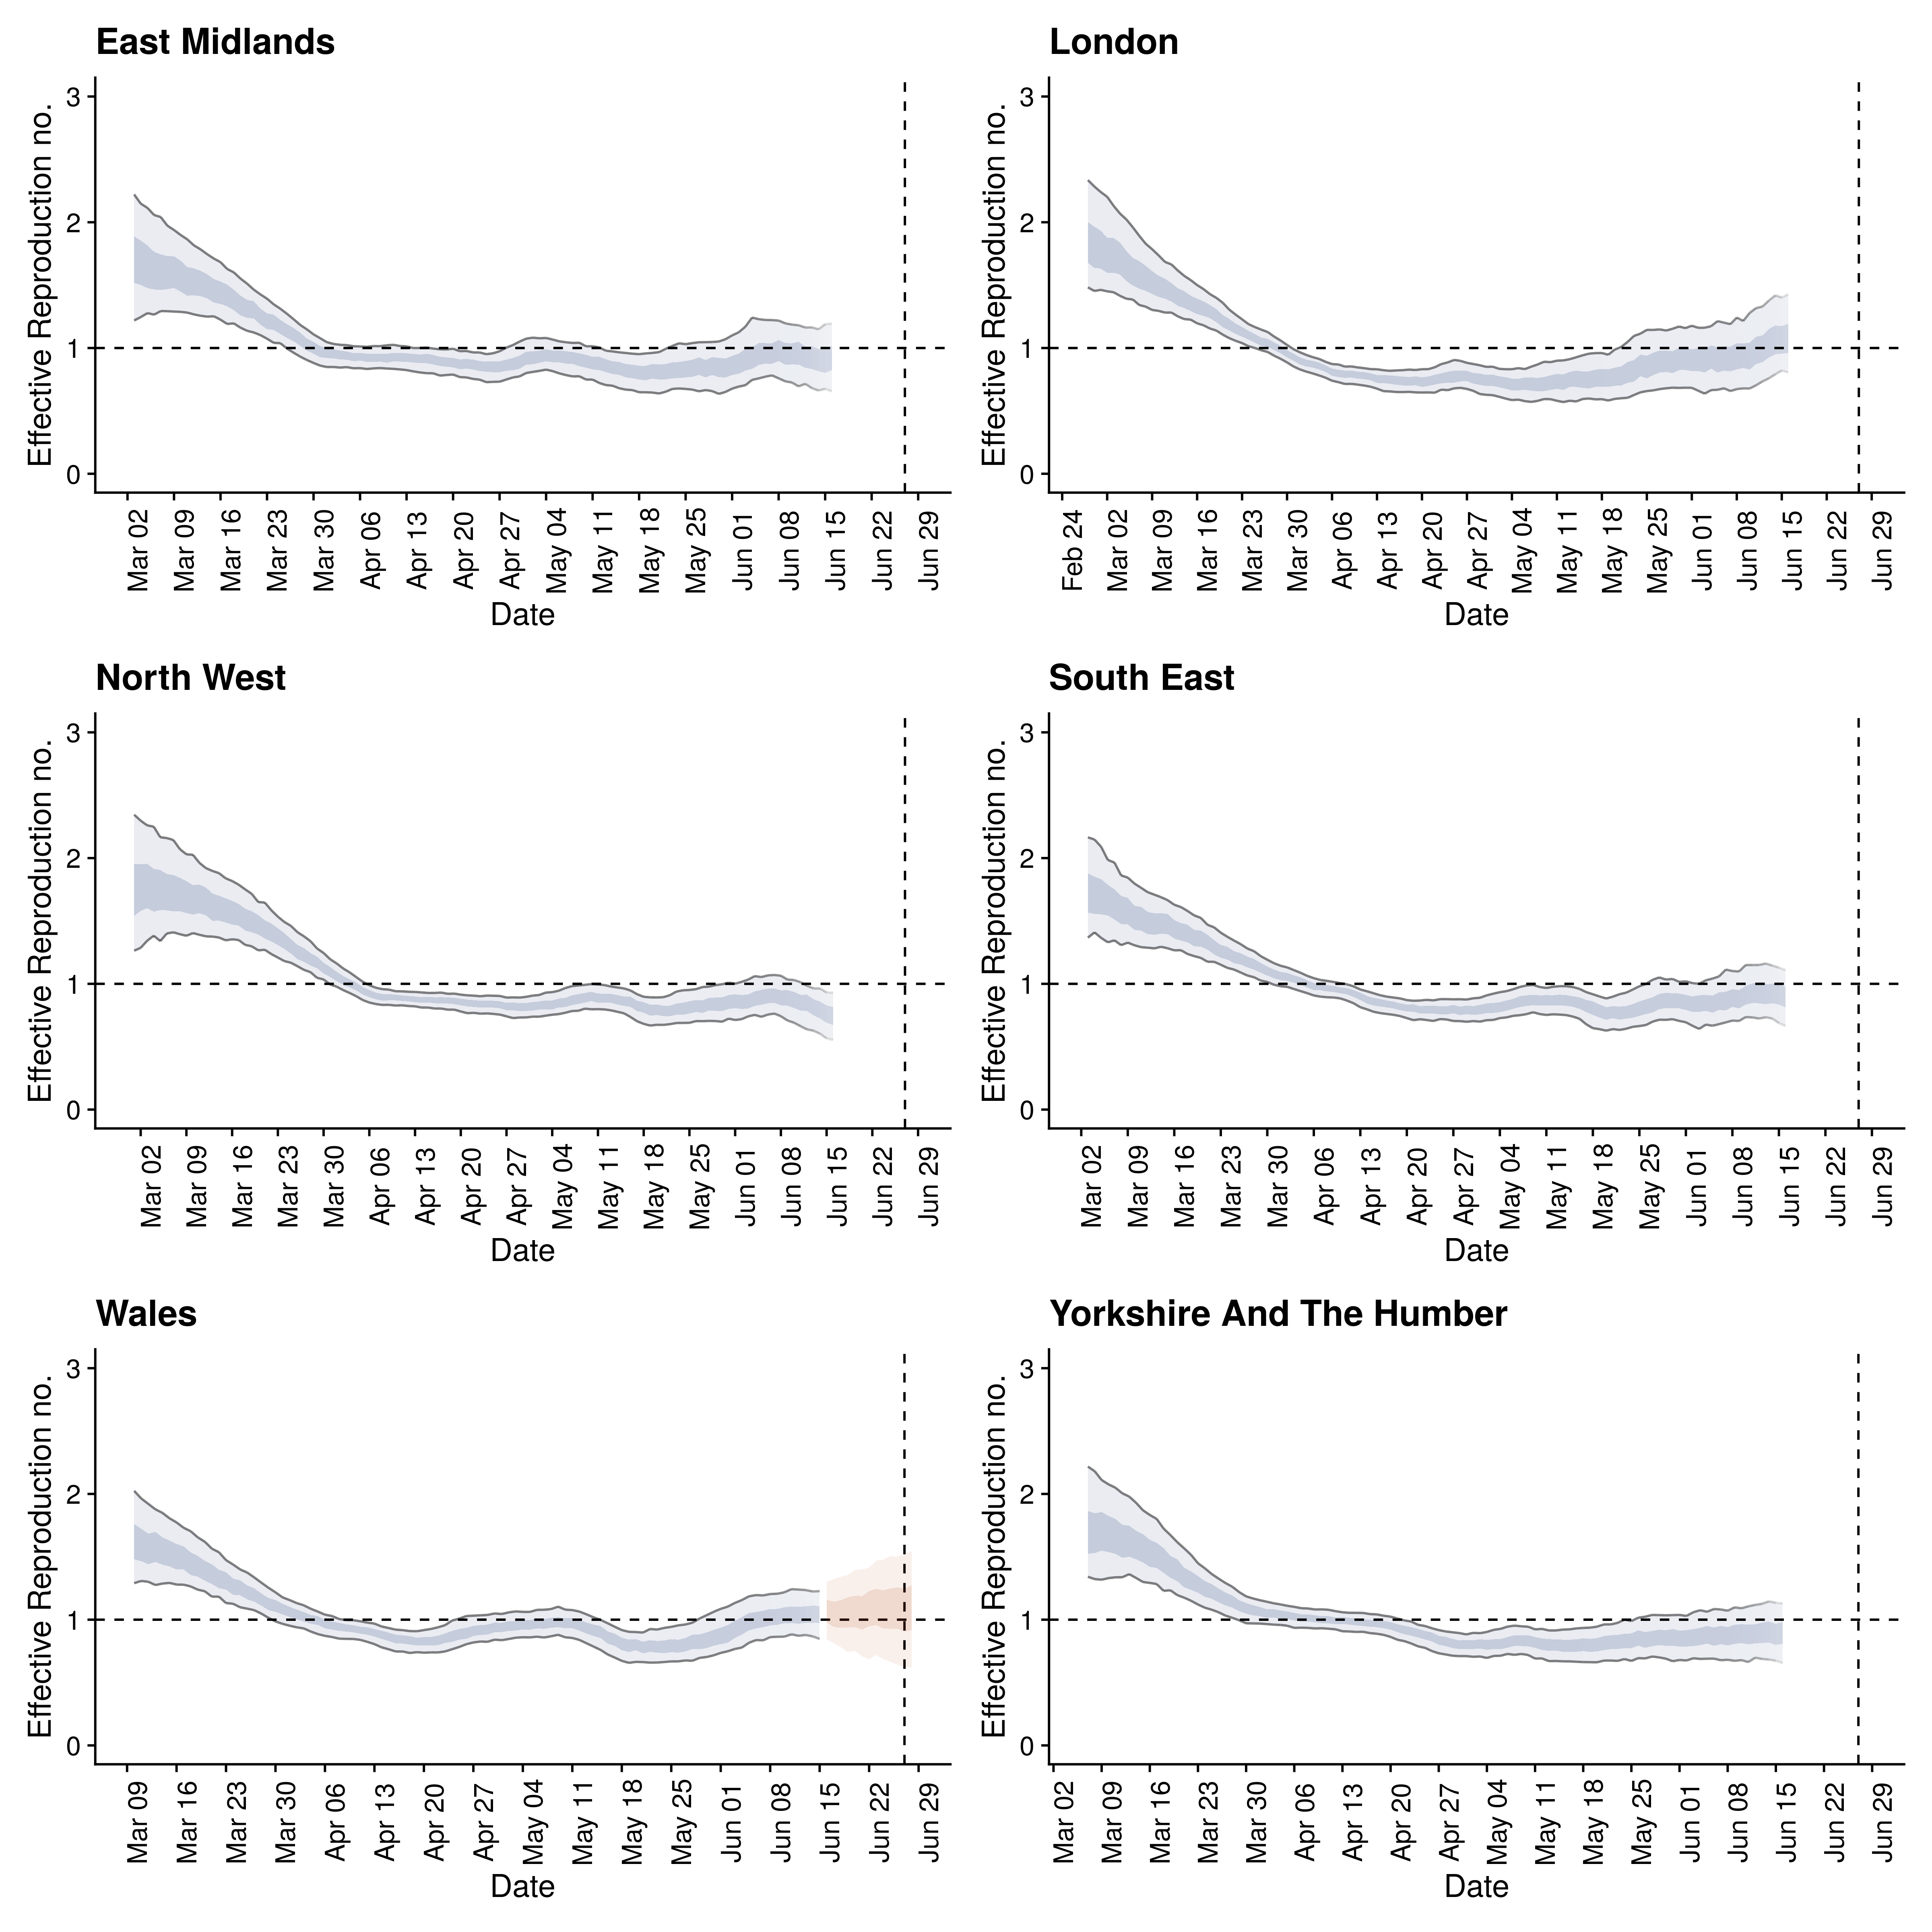 East Midlands
Effective Reproduction no.
3
2
1
0
Mar 02
Mar 09
Mar 16
Mar 23
Mar 30
Apr 06
Apr 13
Apr 20
Apr 27
May 04
May 11
May 18
May 25
Jun 01
Jun 08
Jun 15
Jun 22
Jun 29
Date
London
Effective Reproduction no.
3
2
1
0
Feb 24
Mar 02
Mar 09
Mar 16
Mar 23
Mar 30
Apr 06
Apr 13
Apr 20
Apr 27
May 04
May 11
May 18
May 25
Jun 01
Jun 08
Jun 15
Jun 22
Jun 29
Date
North West
Effective Reproduction no.
3
2
1
0
Mar 02
Mar 09
Mar 16
Mar 23
Mar 30
Apr 06
Apr 13
Apr 20
Apr 27
May 04
May 11
May 18
May 25
Jun 01
Jun 08
Jun 15
Jun 22
Jun 29
Date
South East
Effective Reproduction no.
3
2
1
0
Mar 02
Mar 09
Mar 16
Mar 23
Mar 30
Apr 06
Apr 13
Apr 20
Apr 27
May 04
May 11
May 18
May 25
Jun 01
Jun 08
Jun 15
Jun 22
Jun 29
Date
Wales
Effective Reproduction no.
3
2
1
0
Mar 09
Mar 16
Mar 23
Mar 30
Apr 06
Apr 13
Apr 20
Apr 27
May 04
May 11
May 18
May 25
Jun 01
Jun 08
Jun 15
Jun 22
Jun 29
Date
Yorkshire And The Humber
Effective Reproduction no.
3
2
1
0
Mar 02
Mar 09
Mar 16
Mar 23
Mar 30
Apr 06
Apr 13
Apr 20
Apr 27
May 04
May 11
May 18
May 25
Jun 01
Jun 08
Jun 15
Jun 22
Jun 29
Date